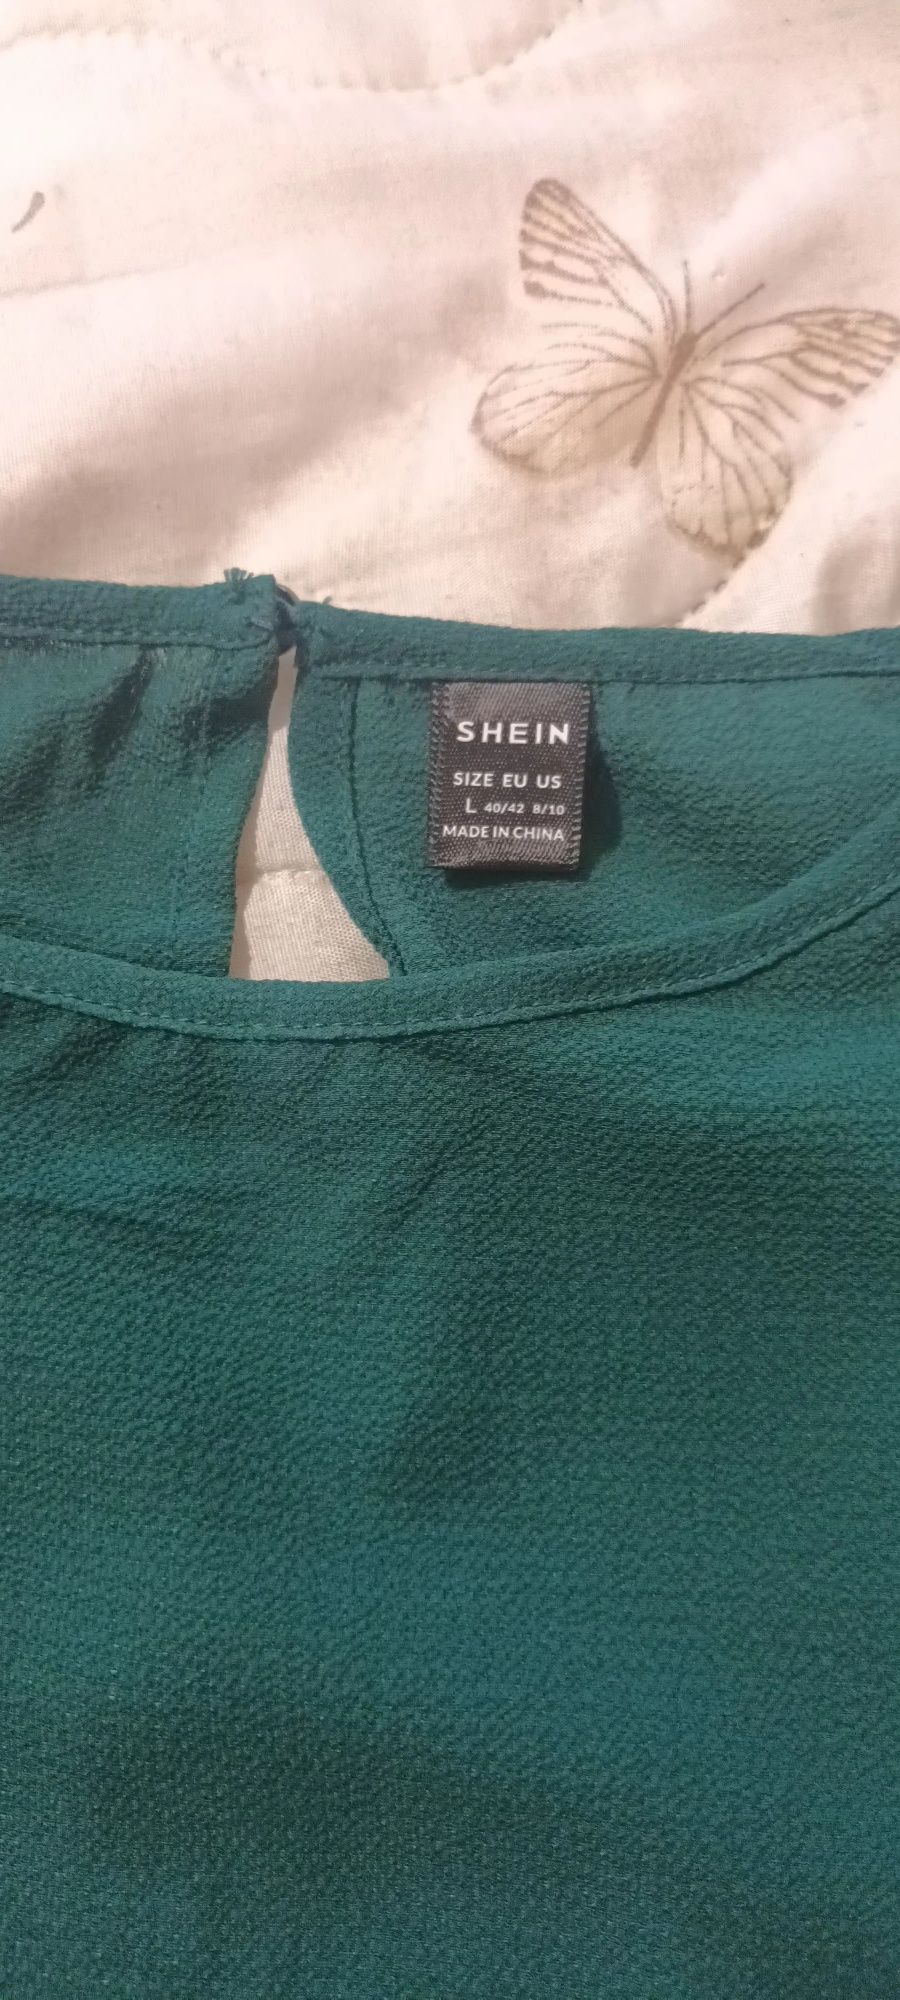 SHEIN
SIZE EU US
L 40/42 8/10
MADE IN CHINA